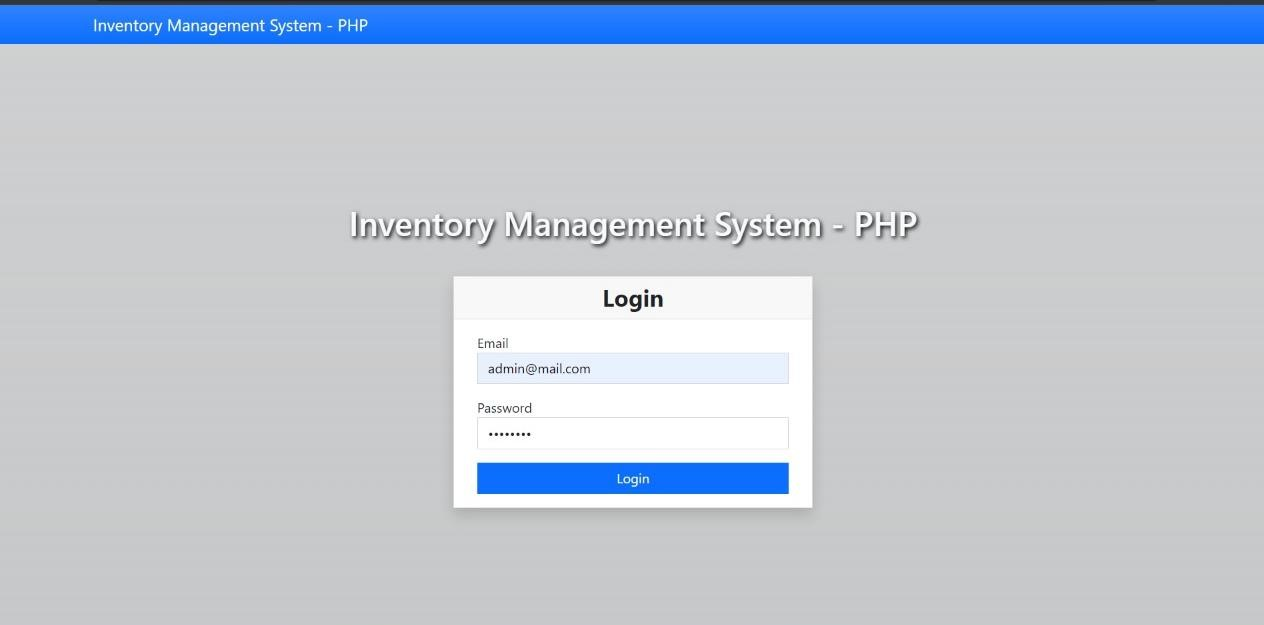 Inventory Management System - PHP
Inventory Management System - PHP
Login
Email
admin@mail.com
Password
••••••••
Login